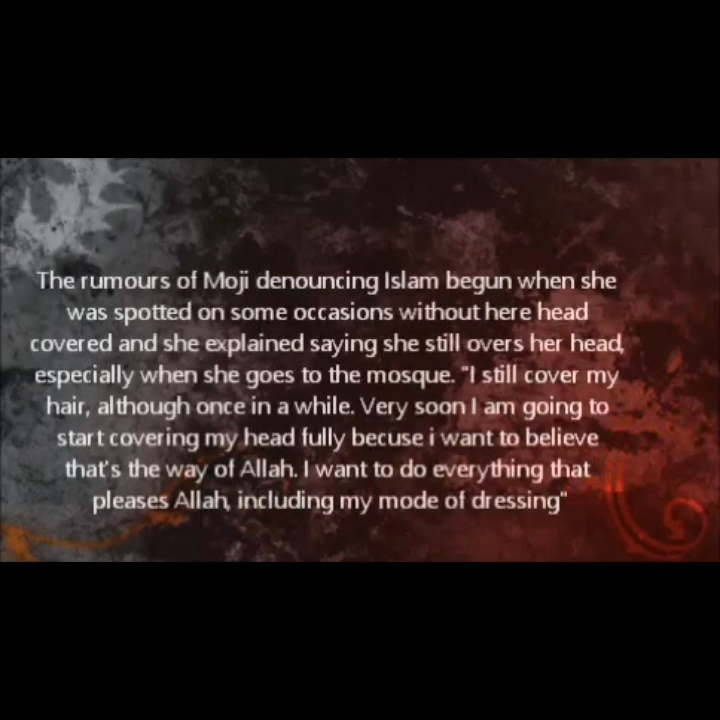 The rumours of Moji denouncing Islam begun when she
was spotted on some occasions without here head
covered and she explained saying she still overs her head,
especially when she goes to the mosque. "I still cover my
hair, although once in a while. Very soon I am going to
start covering my head fully becuse i want to believe
that's the way of Allah. I want to do everything that
pleases Allah, including my mode of dressing"